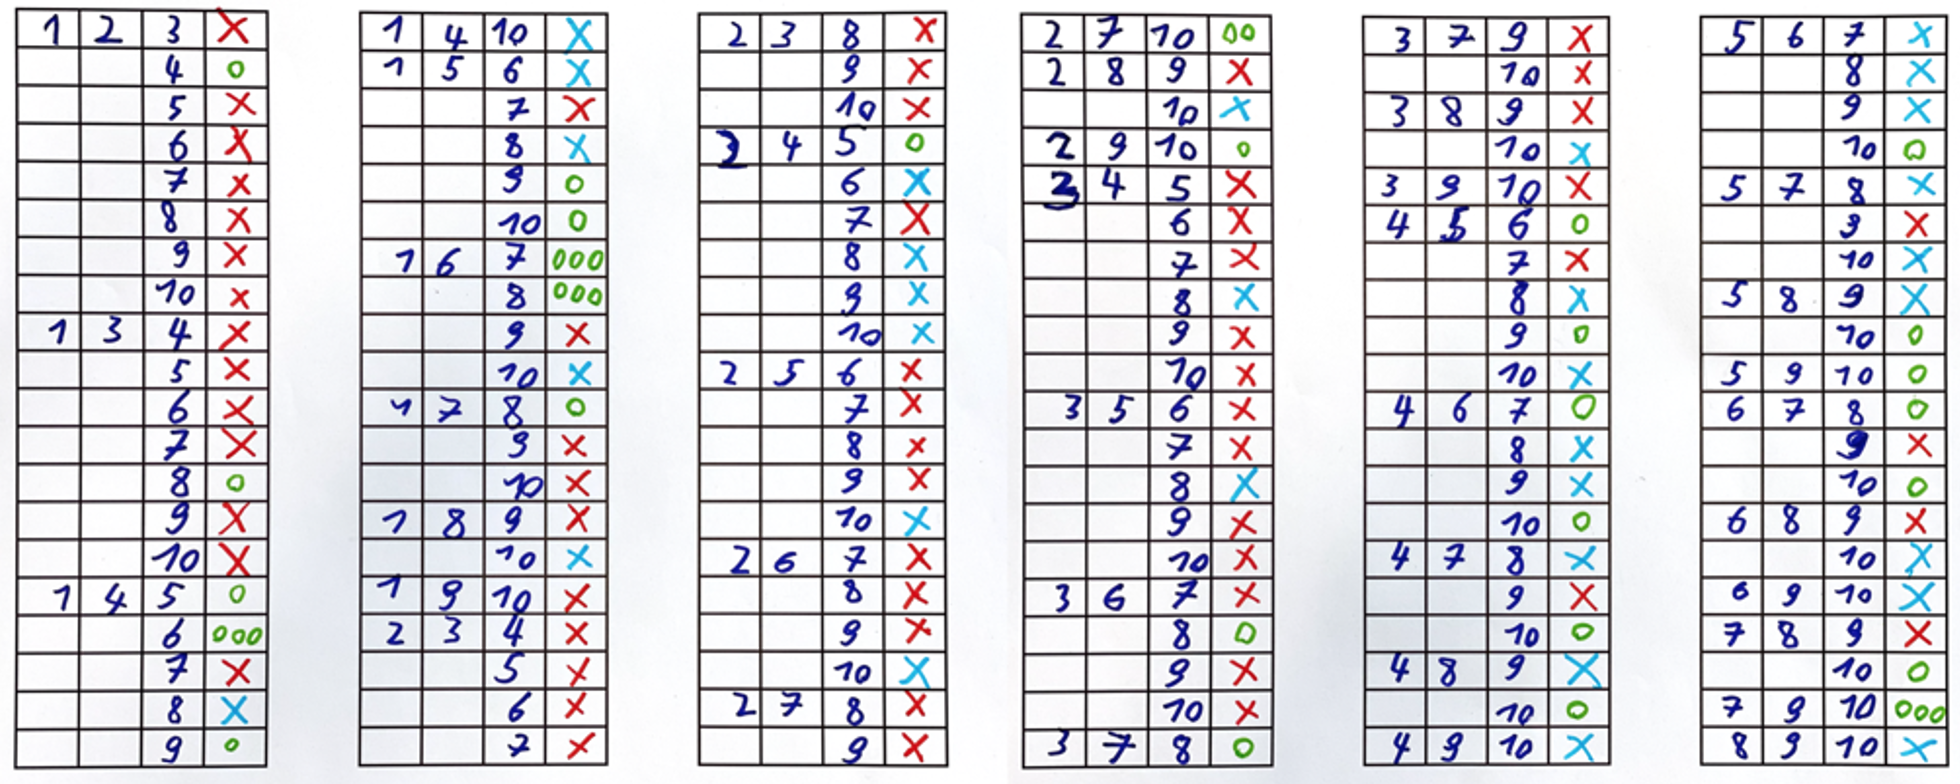 1 2 3 X
4 O
5 X
6 X
7 X
8 X
9 X
10 X
1 3 4 X
5 X
6 X
7 X
8 O
9 X
10 X
1 4 5 O
6 OOO
7 X
8 X
9 O
1 4 10 X
1 5 6 X
7 X
8 X
9 O
10 O
1 6 7 OOO
8 OOO
9 X
10 X
1 7 8 O
9 X
10 X
1 8 9 X
10 X
1 9 10 X
2 3 4 X
5 X
6 X
7 X
2 3 8 X
9 X
10 X
2 4 5 O
6 X
7 X
8 X
9 X
10 X
2 5 6 X
7 X
8 X
9 X
10 X
2 6 7 X
8 X
9 X
10 X
2 7 8 X
9 X
2 7 10 OO
2 8 9 X
10 X
2 9 10 O
3 4 5 X
6 X
7 X
8 X
9 X
10 X
3 5 6 X
7 X
8 X
9 X
10 X
3 6 7 X
8 O
9 X
10 X
3 7 8 O
3 7 9 X
10 X
3 8 9 X
10 X
3 9 10 X
4 5 6 O
7 X
8 X
9 O
10 X
4 6 7 O
8 X
9 X
10 O
4 7 8 X
9 X
10 O
4 8 9 X
10 O
4 9 10 X
5 6 7 X
8 X
9 X
10 O
5 7 8 X
9 X
10 X
5 8 9 X
10 O
5 9 10 O
6 7 8 O
9 X
10 O
6 8 9 X
10 X
6 9 10 X
7 8 9 X
10 O
7 9 10 OOO
8 9 10 X